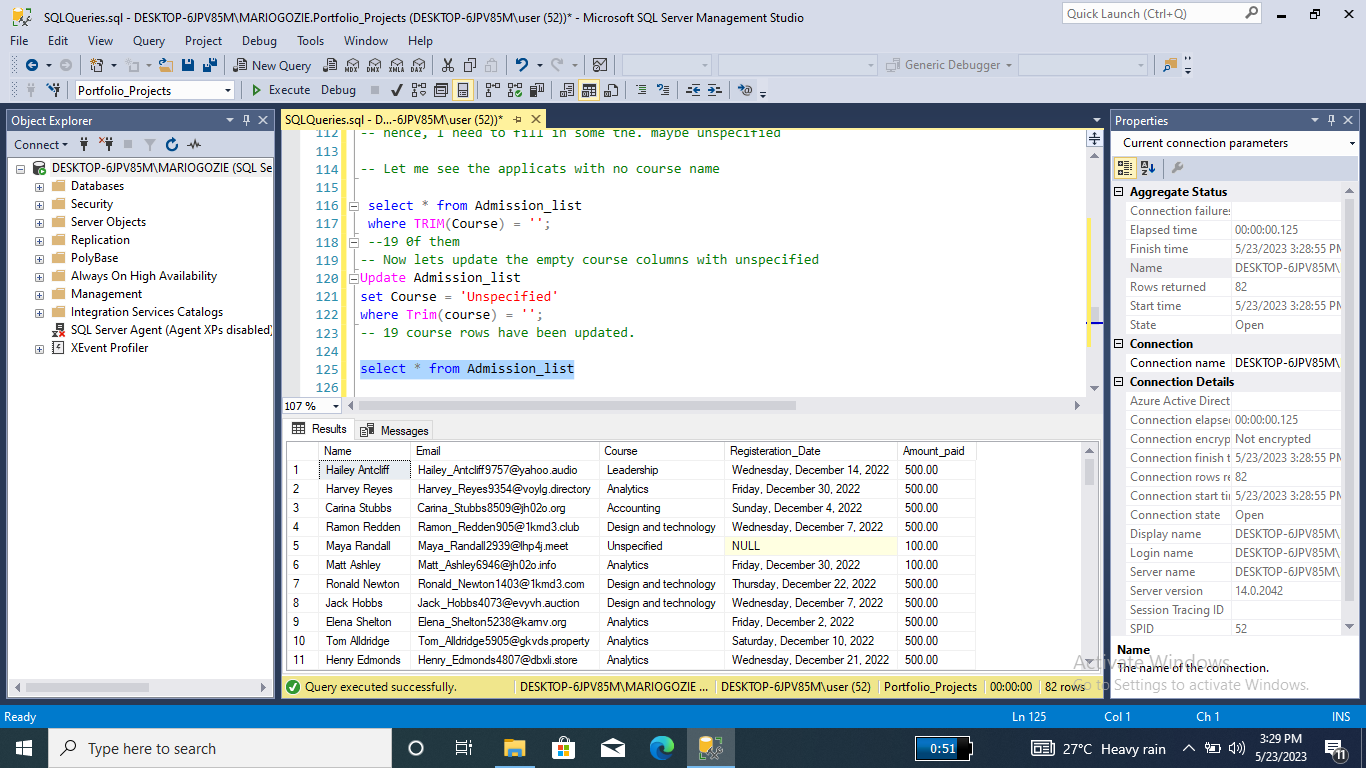 SQLQueries.sql - DESKTOP-6JPV85M\MARIOGOZIE.Portfolio_Projects (DESKTOP-6JPV85M\user (52))* - Microsoft SQL Server Management Studio
Quick Launch (Ctrl+Q)
File Edit View Query Project Debug Tools Window Help
New Query MDX DMX XMLA DAX Generic Debugger
Portfolio_Projects Execute Debug
Object Explorer
Connect
DESKTOP-6JPV85M\MARIOGOZIE (SQL Se
Databases
Security
Server Objects
Replication
PolyBase
Always On High Availability
Management
Integration Services Catalogs
SQL Server Agent (Agent XPs disabled)
XEvent Profiler
SQLQueries.sql - D...-6JPV85M\user (52))*
112 -- hence, I need to fill in some the. maybe unspecified
113
114 -- Let me see the applicats with no course name
115
116 select * from Admission_list
117 where TRIM(Course) = '';
118 --19 0f them
119 -- Now lets update the empty course columns with unspecified
120 Update Admission_list
121 set Course = 'Unspecified'
122 where Trim(course) = '';
123 -- 19 course rows have been updated.
124
125 select * from Admission_list
126
107 %
Results Messages
Name Email Course Registeration_Date Amount_paid
1 Hailey Antcliff Hailey_Antcliff9757@yahoo.audio Leadership Wednesday, December 14, 2022 500.00
2 Harvey Reyes Harvey_Reyes9354@voylg.directory Analytics Friday, December 30, 2022 500.00
3 Carina Stubbs Carina_Stubbs8509@jh02o.org Accounting Sunday, December 4, 2022 500.00
4 Ramon Redden Ramon_Redden905@1kmd3.club Design and technology Wednesday, December 7, 2022 500.00
5 Maya Randall Maya_Randall2939@lhp4j.meet Unspecified NULL 100.00
6 Matt Ashley Matt_Ashley6946@jh02o.info Analytics Friday, December 30, 2022 100.00
7 Ronald Newton Ronald_Newton1403@1kmd3.com Design and technology Thursday, December 22, 2022 500.00
8 Jack Hobbs Jack_Hobbs4073@evyvh.auction Design and technology Wednesday, December 7, 2022 500.00
9 Elena Shelton Elena_Shelton5238@kamv.org Analytics Friday, December 2, 2022 500.00
10 Tom Alldridge Tom_Alldridge5905@gkvds.property Analytics Saturday, December 10, 2022 500.00
11 Henry Edmonds Henry_Edmonds4807@dbxli.store Analytics Wednesday, December 21, 2022 500.00
Query executed successfully. DESKTOP-6JPV85M\MARIOGOZIE ... DESKTOP-6JPV85M\user (52) Portfolio_Projects 00:00:00 82 rows
Properties
Current connection parameters
Aggregate Status
Connection failures
Elapsed time 00:00:00.125
Finish time 5/23/2023 3:28:55 PM
Name DESKTOP-6JPV85M\
Rows returned 82
Start time 5/23/2023 3:28:55 PM
State Open
Connection
Connection name DESKTOP-6JPV85M\
Connection Details
Azure Active Direct
Connection elapse 00:00:00.125
Connection encryp Not encrypted
Connection finish t 5/23/2023 3:28:55 PM
Connection rows re 82
Connection start ti 5/23/2023 3:28:55 PM
Connection state Open
Display name DESKTOP-6JPV85M\
Login name DESKTOP-6JPV85M\
Server name DESKTOP-6JPV85M\
Server version 14.0.2042
Session Tracing ID
SPID 52
Name
The name of the connection.
Activate Windows
Go to Settings to activate Windows.
Ready Ln 125 Col 1 Ch 1 INS
Type here to search
0:51
27°C Heavy rain
3:29 PM
5/23/2023
11